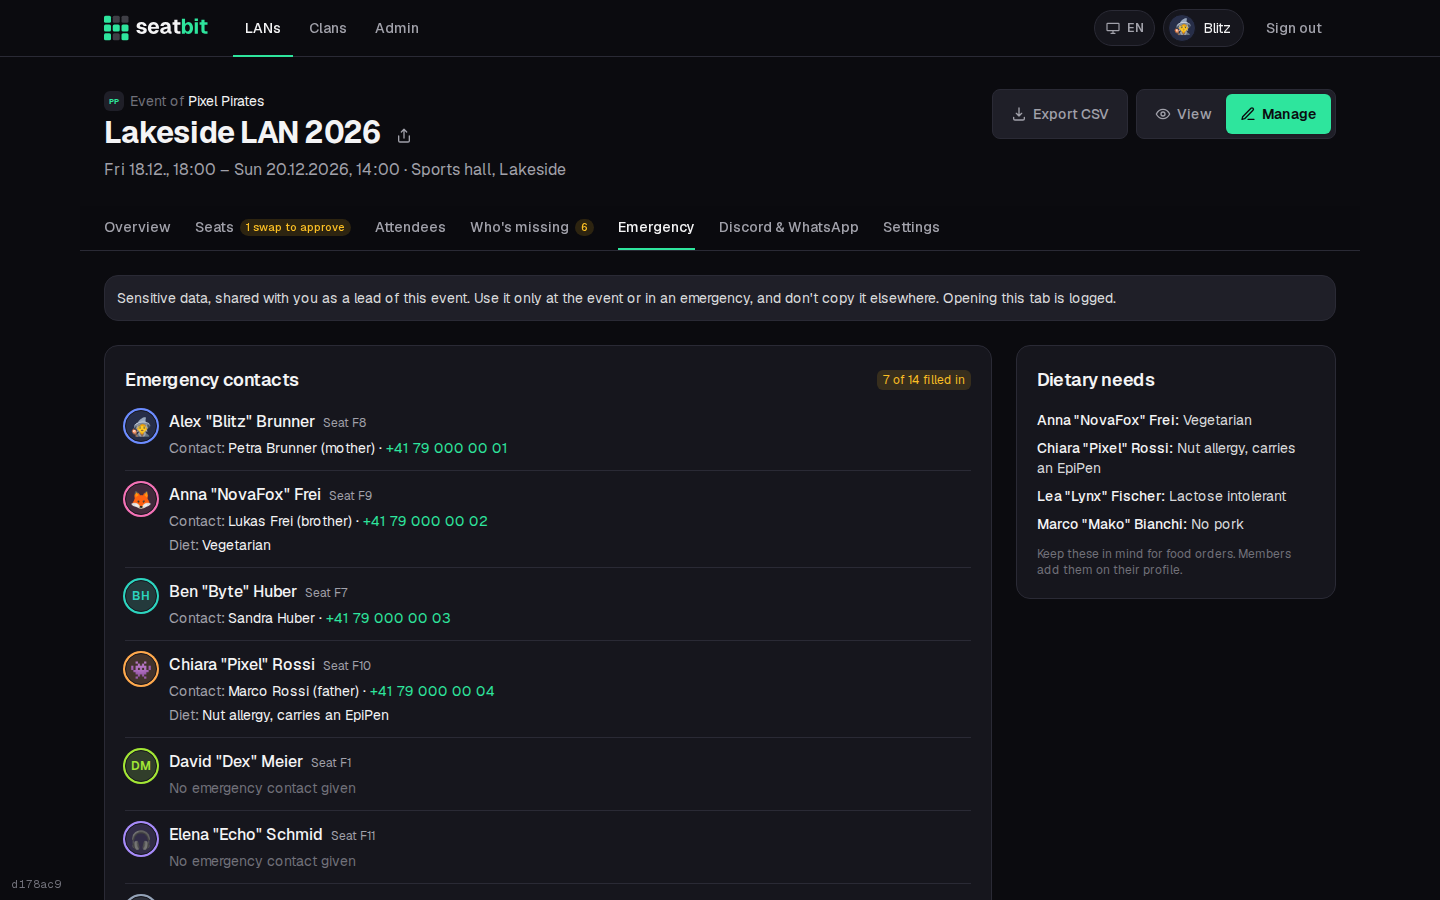 seatbit
LANs
Clans
Admin
EN
Blitz
Sign out
PP
Event of Pixel Pirates
Lakeside LAN 2026
Fri 18.12., 18:00 – Sun 20.12.2026, 14:00 · Sports hall, Lakeside
Export CSV
View
Manage
Overview
Seats 1 swap to approve
Attendees
Who's missing 6
Emergency
Discord & WhatsApp
Settings
Sensitive data, shared with you as a lead of this event. Use it only at the event or in an emergency, and don't copy it elsewhere. Opening this tab is logged.
Emergency contacts
7 of 14 filled in
Alex "Blitz" Brunner Seat F8
Contact: Petra Brunner (mother) · +41 79 000 00 01
Anna "NovaFox" Frei Seat F9
Contact: Lukas Frei (brother) · +41 79 000 00 02
Diet: Vegetarian
BH
Ben "Byte" Huber Seat F7
Contact: Sandra Huber · +41 79 000 00 03
Chiara "Pixel" Rossi Seat F10
Contact: Marco Rossi (father) · +41 79 000 00 04
Diet: Nut allergy, carries an EpiPen
DM
David "Dex" Meier Seat F1
No emergency contact given
Elena "Echo" Schmid Seat F11
No emergency contact given
Dietary needs
Anna "NovaFox" Frei: Vegetarian
Chiara "Pixel" Rossi: Nut allergy, carries
an EpiPen
Lea "Lynx" Fischer: Lactose intolerant
Marco "Mako" Bianchi: No pork
Keep these in mind for food orders. Members
add them on their profile.
d178ac9